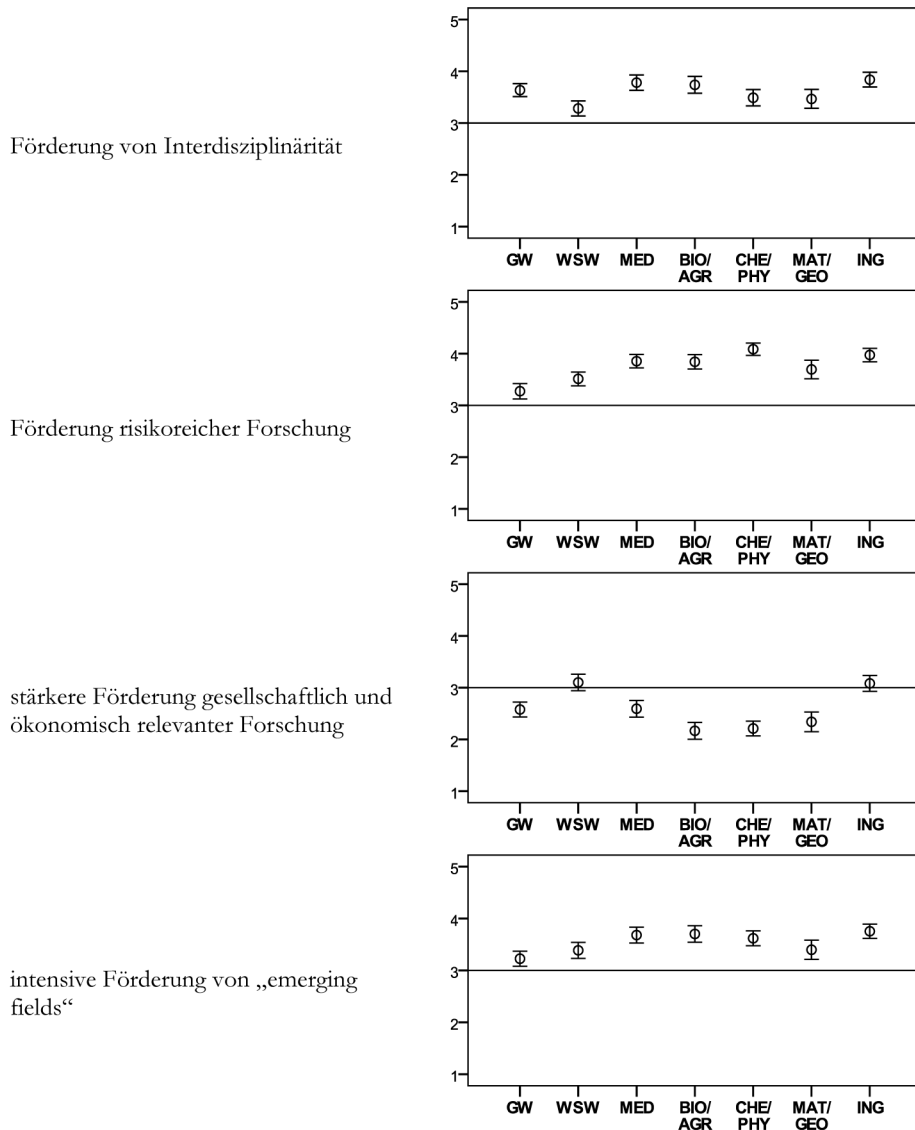 Förderung von Interdisziplinärität
5
4
3
2
1
GW WSW MED BIO/ CHE/ MAT/ ING
AGR PHY GEO
Förderung risikoreicher Forschung
5
4
3
2
1
GW WSW MED BIO/ CHE/ MAT/ ING
AGR PHY GEO
stärkere Förderung gesellschaftlich und
ökonomisch relevanter Forschung
5
4
3
2
1
GW WSW MED BIO/ CHE/ MAT/ ING
AGR PHY GEO
intensive Förderung von „emerging
fields“
5
4
3
2
1
GW WSW MED BIO/ CHE/ MAT/ ING
AGR PHY GEO